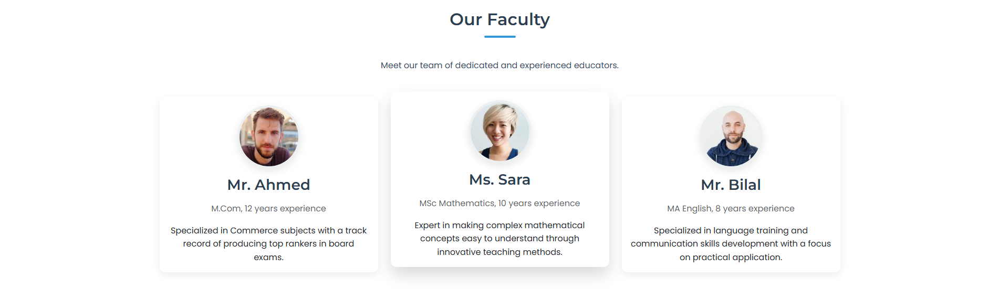 Our Faculty
Meet our team of dedicated and experienced educators.
Mr. Ahmed
M.Com, 12 years experience
Specialized in Commerce subjects with a track
record of producing top rankers in board
exams.
Ms. Sara
MSc Mathematics, 10 years experience
Expert in making complex mathematical
concepts easy to understand through
innovative teaching methods.
Mr. Bilal
MA English, 8 years experience
Specialized in language training and
communication skills development with a focus
on practical application.